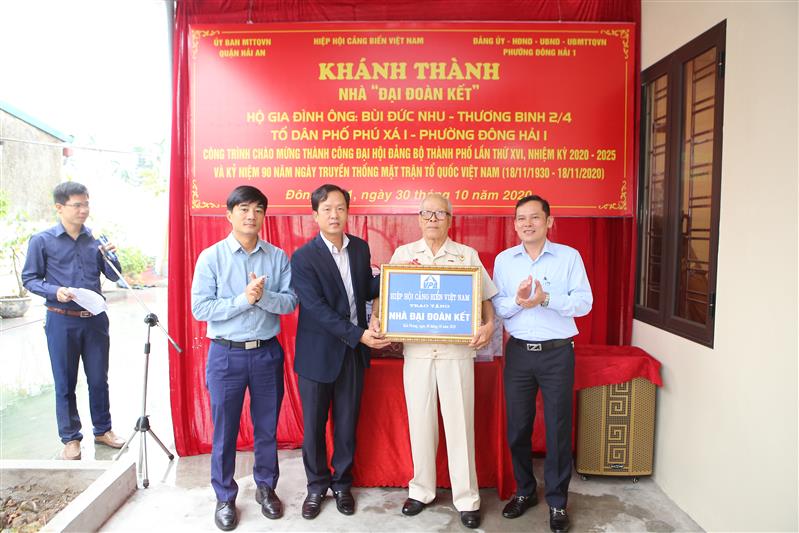 ỦY BAN MTTQVN
QUẬN HẢI AN
HIỆP HỘI CẢNG BIỂN VIỆT NAM
ĐẢNG ỦY - HĐND - UBND - UBMTTQVN
PHƯỜNG ĐÔNG HẢI 1
KHÁNH THÀNH
NHÀ "ĐẠI ĐOÀN KẾT"
HỘ GIA ĐÌNH ÔNG: BÙI ĐỨC NHU - THƯƠNG BINH 2/4
TỔ DÂN PHỐ PHÚ XÁ I - PHƯỜNG ĐÔNG HẢI I
CÔNG TRÌNH CHÀO MỪNG THÀNH CÔNG ĐẠI HỘI ĐẢNG BỘ THÀNH PHỐ LẦN THỨ XVI, NHIỆM KỲ 2020 - 2025
VÀ KỶ NIỆM 90 NĂM NGÀY TRUYỀN THỐNG MẶT TRẬN TỔ QUỐC VIỆT NAM (18/11/1930 - 18/11/2020)
Đông 1, ngày 30 tháng 10 năm 2020
HIỆP HỘI CẢNG BIỂN VIỆT NAM
TRAO TẶNG
NHÀ ĐẠI ĐOÀN KẾT